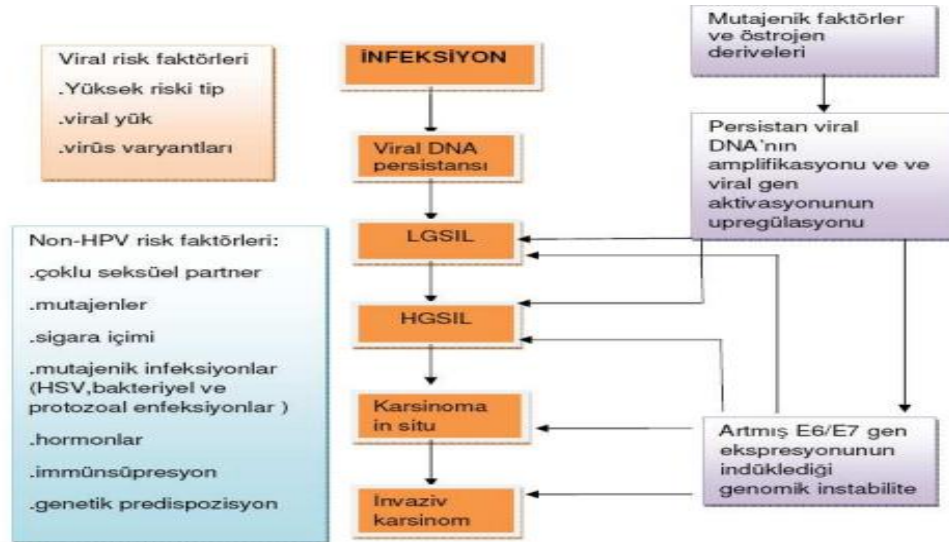 Viral risk faktörleri
.Yüksek riski tip
.viral yük
.virüs varyantları
Non-HPV risk faktörleri:
.çoklu seksüel partner
.mutajenler
.sigara içimi
.mutajenik infeksiyonlar
(HSV,bakteriyel ve
protozoal enfeksiyonlar )
.hormonlar
.immünsüpresyon
.genetik predispozisyon
İNFEKSİYON
Viral DNA
persistansı
LGSIL
HGSIL
Karsinoma
in situ
İnvaziv
karsinom
Mutajenik faktörler
ve östrojen
deriveleri
Persistan viral
DNA'nın
amplifikasyonu ve ve
viral gen
aktivasyonunun
upregülasyonu
Artmış E6/E7 gen
ekspresyonunun
indüklediği
genomik instabilite